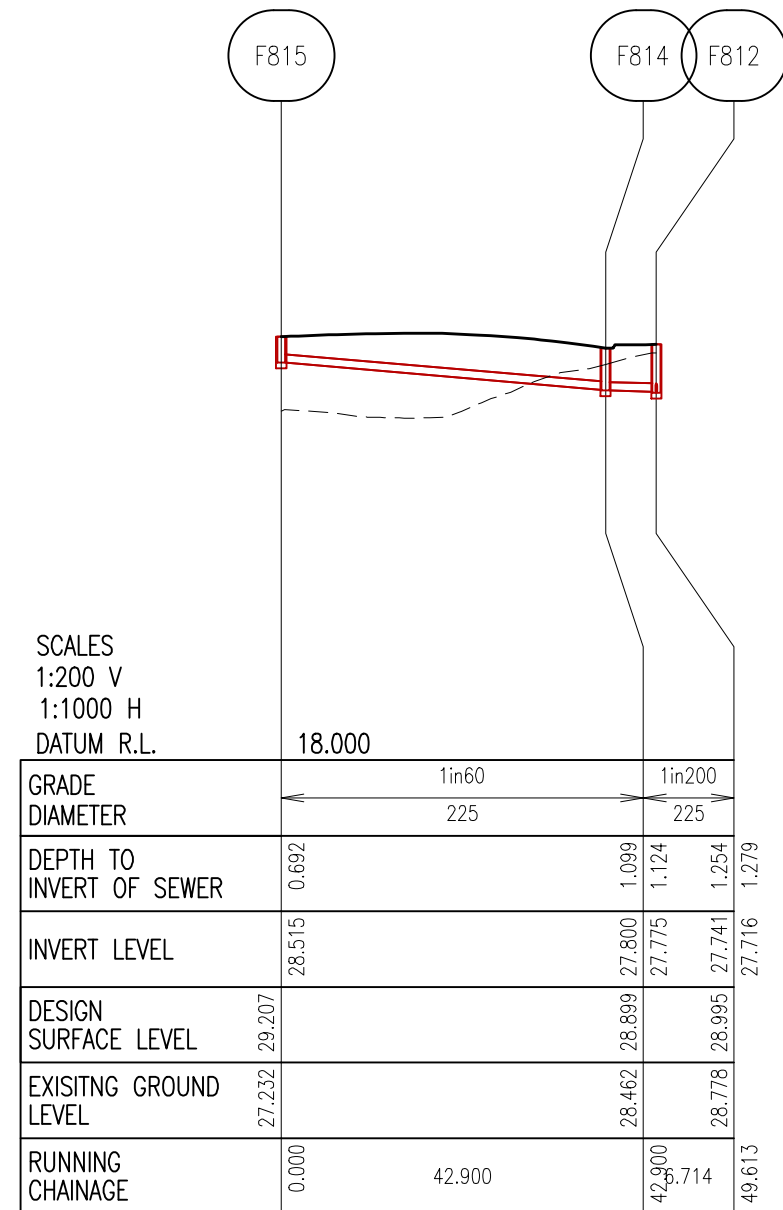 F815 F814 F812
SCALES
1:200 V
1:1000 H
DATUM R.L. 18.000
GRADE 1in60 1in200
DIAMETER 225 225
DEPTH TO
INVERT OF SEWER 0.692 1.099 1.124 1.254 1.279
INVERT LEVEL 28.515 27.800 27.775 27.741 27.716
DESIGN
SURFACE LEVEL 29.207 28.899 28.995
EXISITNG GROUND
LEVEL 27.232 28.462 28.778
RUNNING
CHAINAGE 0.000 42.900 42.900 6.714 49.613